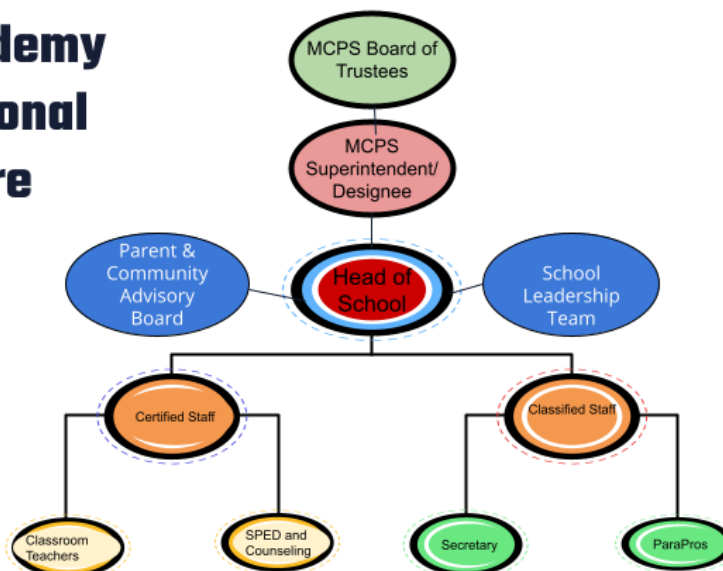 demy
onal
re
MCPS Board of
Trustees
MCPS
Superintendent/
Designee
Parent &
Community
Advisory
Board
Head of
School
School
Leadership
Team
Certified Staff
Classified Staff
Classroom
Teachers
SPED and
Counseling
Secretary
ParaPros